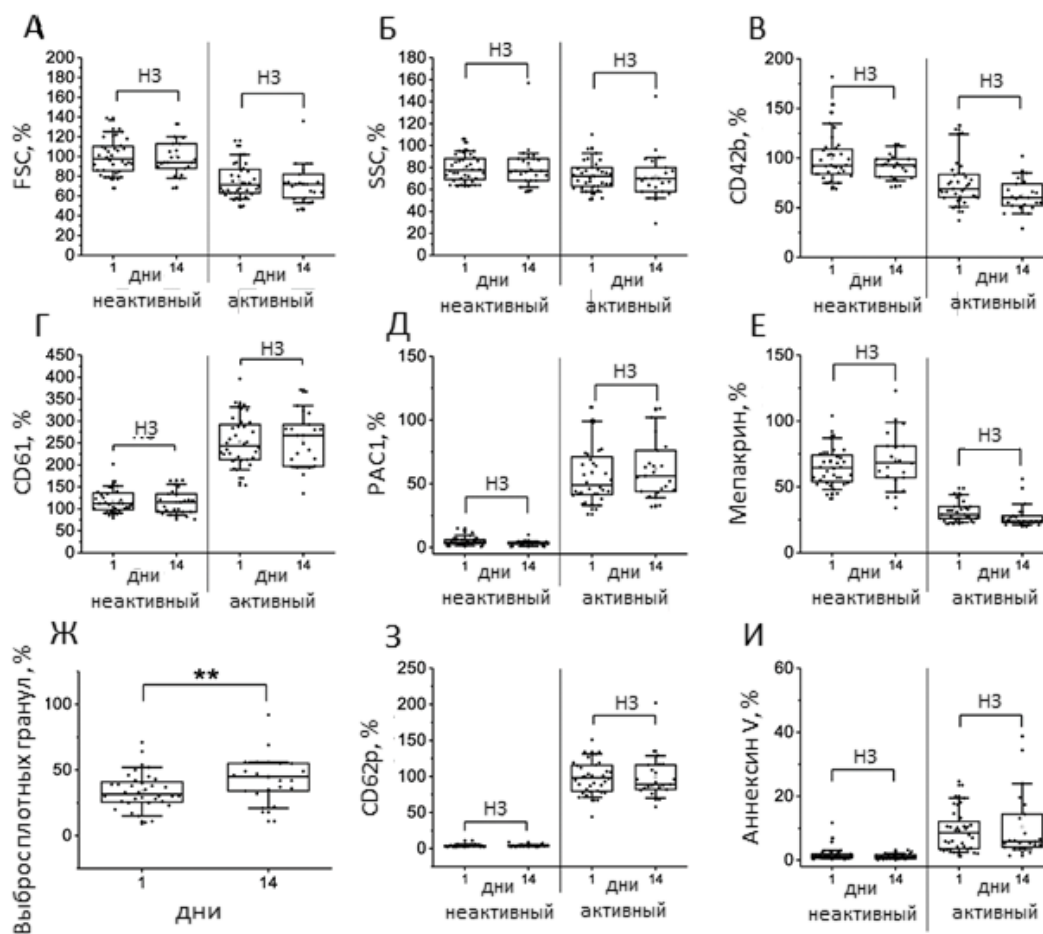 А
FSC, %
200
180
160
140
120
100
80
60
40
20
0
НЗ
НЗ
1
14
1
14
дни
дни
неактивный
активный
Б
SSC, %
180
160
140
120
100
80
60
40
20
0
НЗ
НЗ
1
14
1
14
дни
дни
неактивный
активный
В
CD42b, %
200
150
100
50
0
НЗ
НЗ
1
14
1
14
дни
дни
неактивный
активный
Г
CD61, %
450
400
350
300
250
200
150
100
50
0
НЗ
НЗ
1
14
1
14
дни
дни
неактивный
активный
Д
PAC1, %
150
100
50
0
НЗ
НЗ
1
14
1
14
дни
дни
неактивный
активный
Е
Мепакрин, %
150
100
50
0
НЗ
НЗ
1
14
1
14
дни
дни
неактивный
активный
Ж
Выброс плотных гранул, %
100
50
0
**
1
14
дни
З
CD62p, %
250
200
150
100
50
0
НЗ
НЗ
1
14
1
14
дни
дни
неактивный
активный
И
Аннексин V, %
60
40
20
0
НЗ
НЗ
1
14
1
14
дни
дни
неактивный
активный